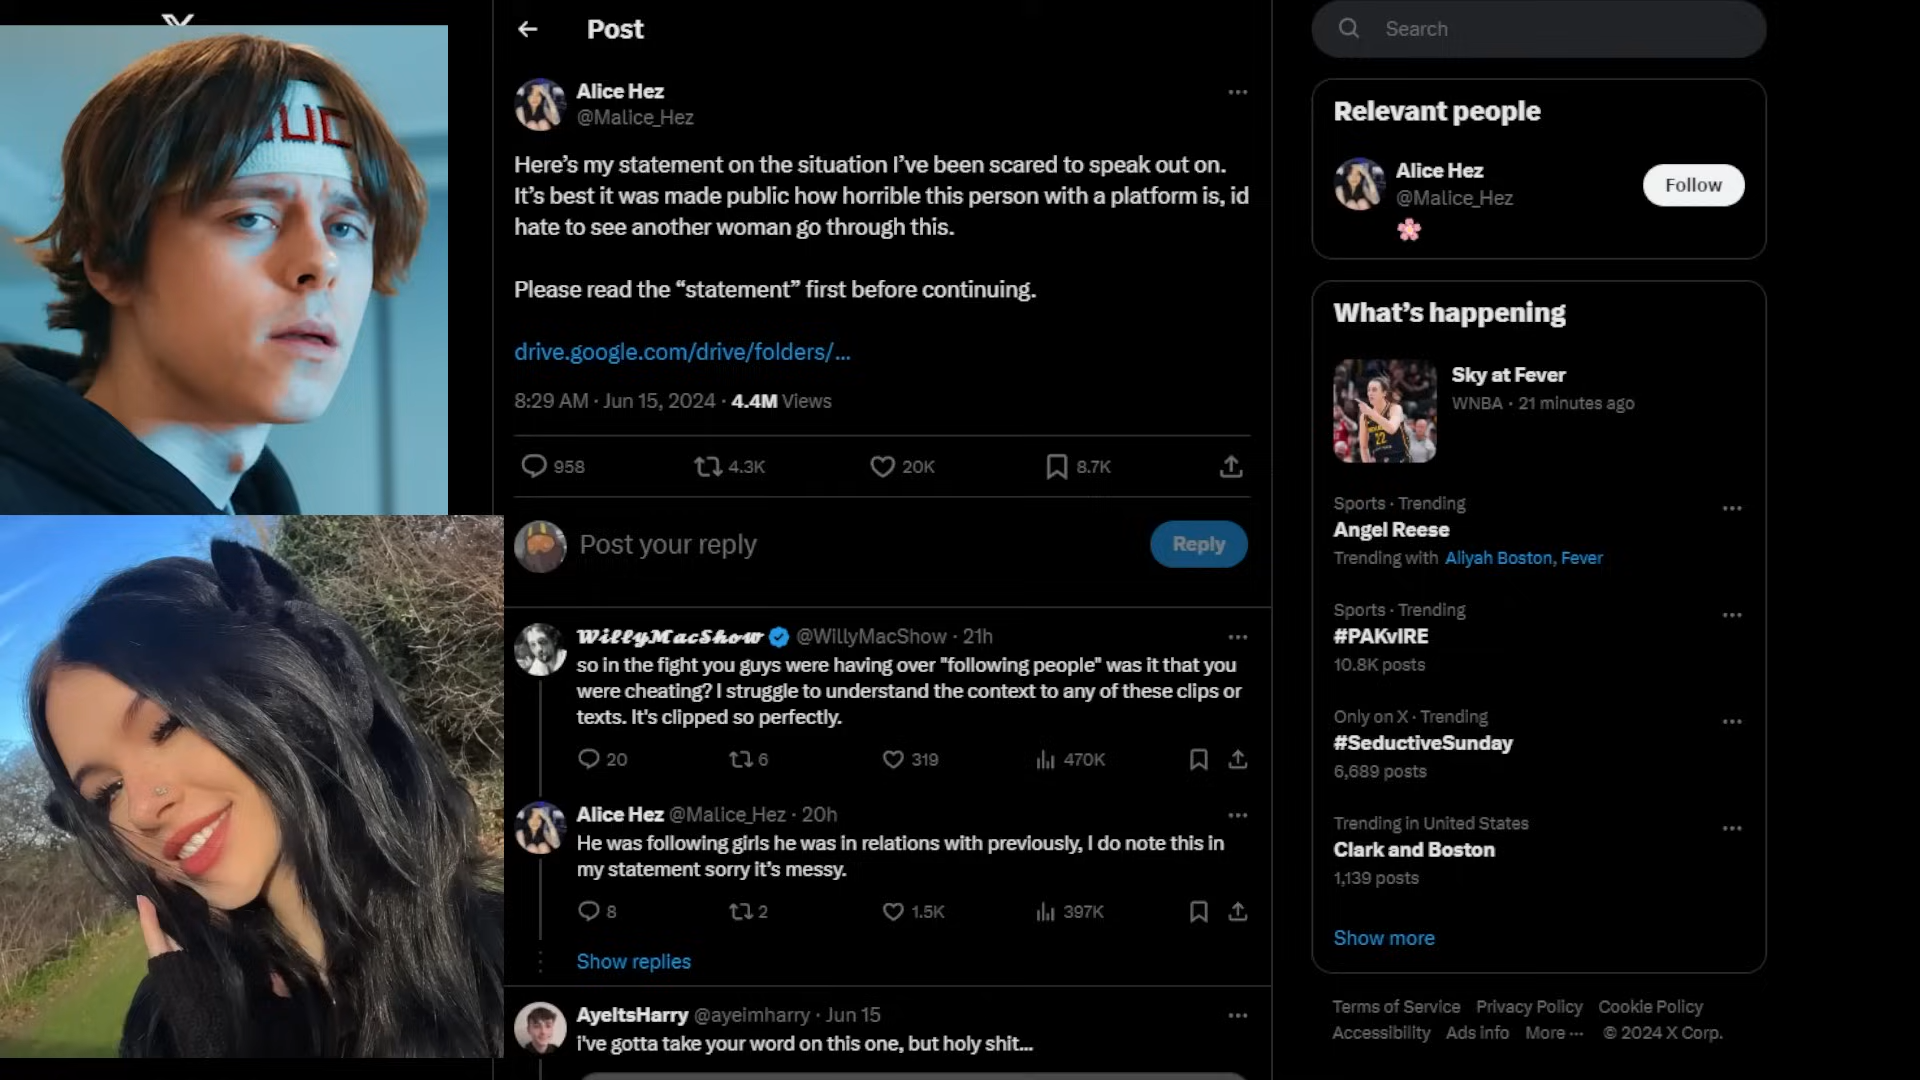 UC
Post
Alice Hez
@Malice_Hez
Here's my statement on the situation I've been scared to speak out on.
It's best it was made public how horrible this person with a platform is, id
hate to see another woman go through this.
Please read the “statement” first before continuing.
drive.google.com/drive/folders/...
8:29 AM · Jun 15, 2024 · 4.4M Views
958 4.3K 20K 8.7K
Post your reply
Reply
𝓦𝓲𝓵𝓵𝔂𝓜𝓪𝓬𝓢𝓱𝓸𝔀 @WillyMacShow · 21h
so in the fight you guys were having over "following people" was it that you
were cheating? I struggle to understand the context to any of these clips or
texts. It's clipped so perfectly.
20 6 319 470K
Alice Hez @Malice_Hez · 20h
He was following girls he was in relations with previously, I do note this in
my statement sorry it's messy.
8 2 1.5K 397K
Show replies
AyeItsHarry @ayeimharry · Jun 15
i've gotta take your word on this one, but holy shit...
Search
Relevant people
Alice Hez
@Malice_Hez
Follow
🌸
What's happening
Sky at Fever
WNBA · 21 minutes ago
22
Sports · Trending
Angel Reese
Trending with Aliyah Boston, Fever
Sports · Trending
#PAKvIRE
10.8K posts
Only on X · Trending
#SeductiveSunday
6,689 posts
Trending in United States
Clark and Boston
1,139 posts
Show more
Terms of Service Privacy Policy Cookie Policy
Accessibility Ads info More ··· © 2024 X Corp.